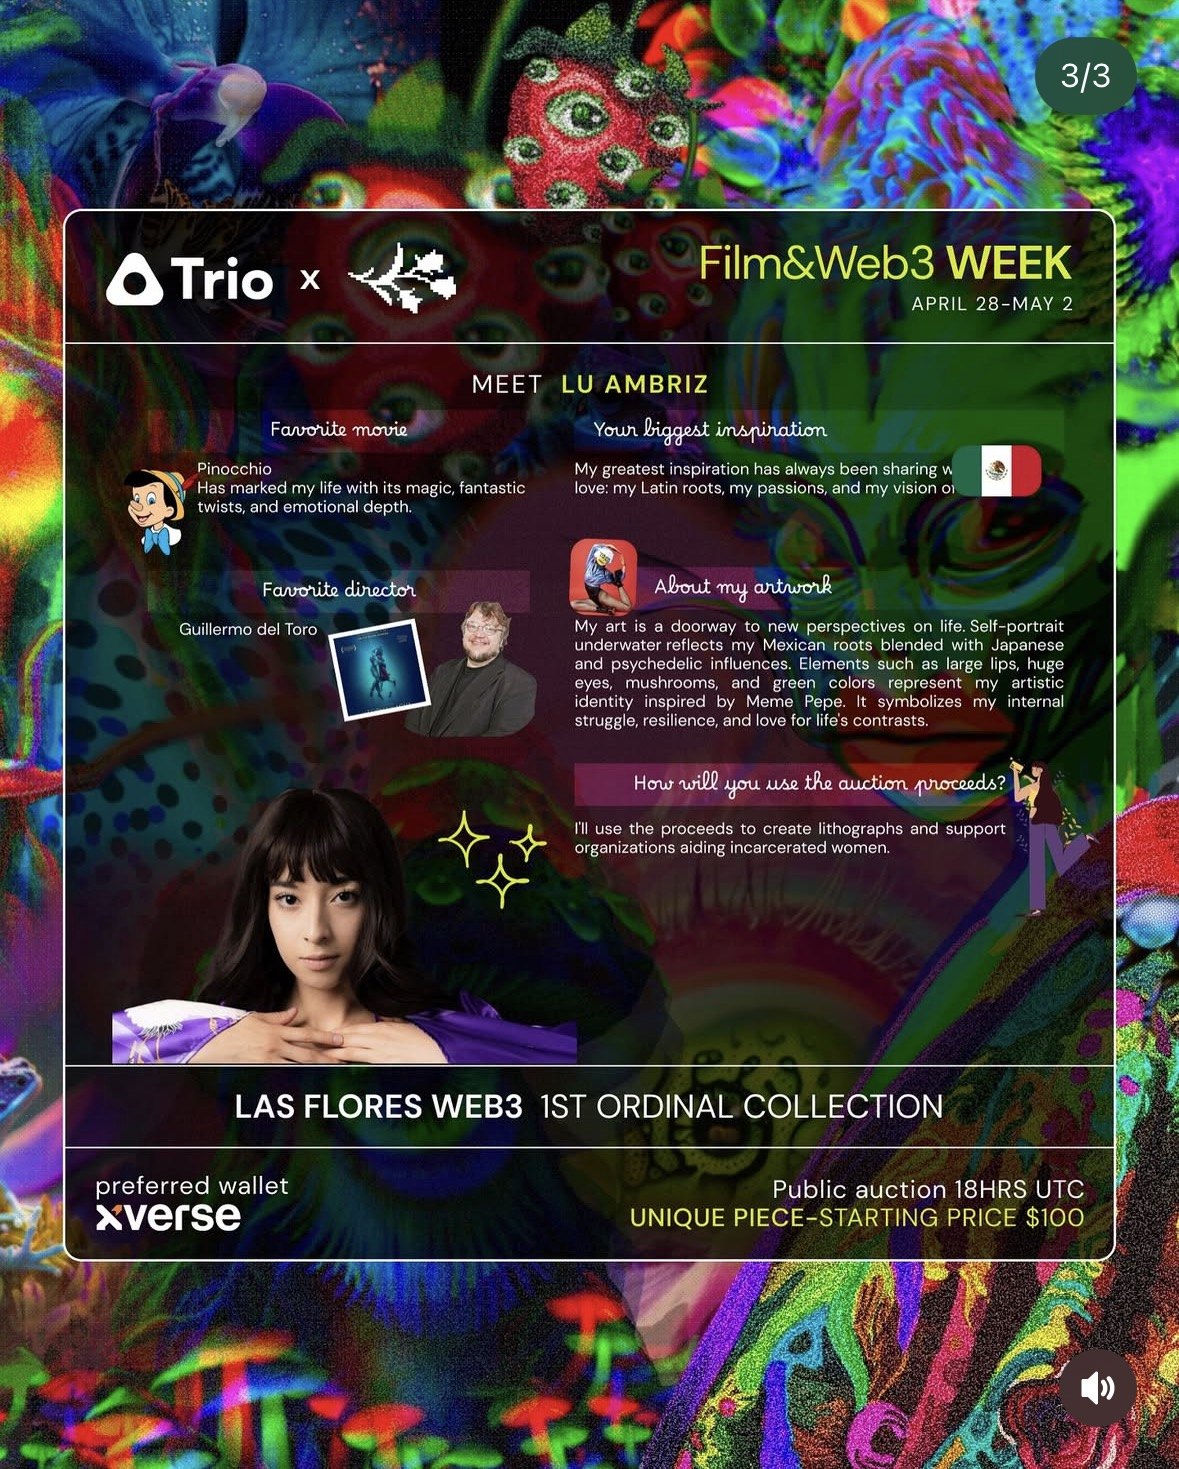 3/3
Trio x
Film&Web3 WEEK
APRIL 28-MAY 2
MEET LU AMBRIZ
Favorite movie
Pinocchio
Has marked my life with its magic, fantastic
twists, and emotional depth.
Your biggest inspiration
My greatest inspiration has always been sharing
love: my Latin roots, my passions, and my vision
Favorite director
Guillermo del Toro
About my artwork
My art is a doorway to new perspectives on life. Self-portrait
underwater reflects my Mexican roots blended with Japanese
and psychedelic influences. Elements such as large lips, huge
eyes, mushrooms, and green colors represent my artistic
identity inspired by Meme Pepe. It symbolizes my internal
struggle, resilience, and love for life's contrasts.
How will you use the auction proceeds?
I'll use the proceeds to create lithographs and support
organizations aiding incarcerated women.
LAS FLORES WEB3 1ST ORDINAL COLLECTION
preferred wallet
xverse
Public auction 18HRS UTC
UNIQUE PIECE-STARTING PRICE $100